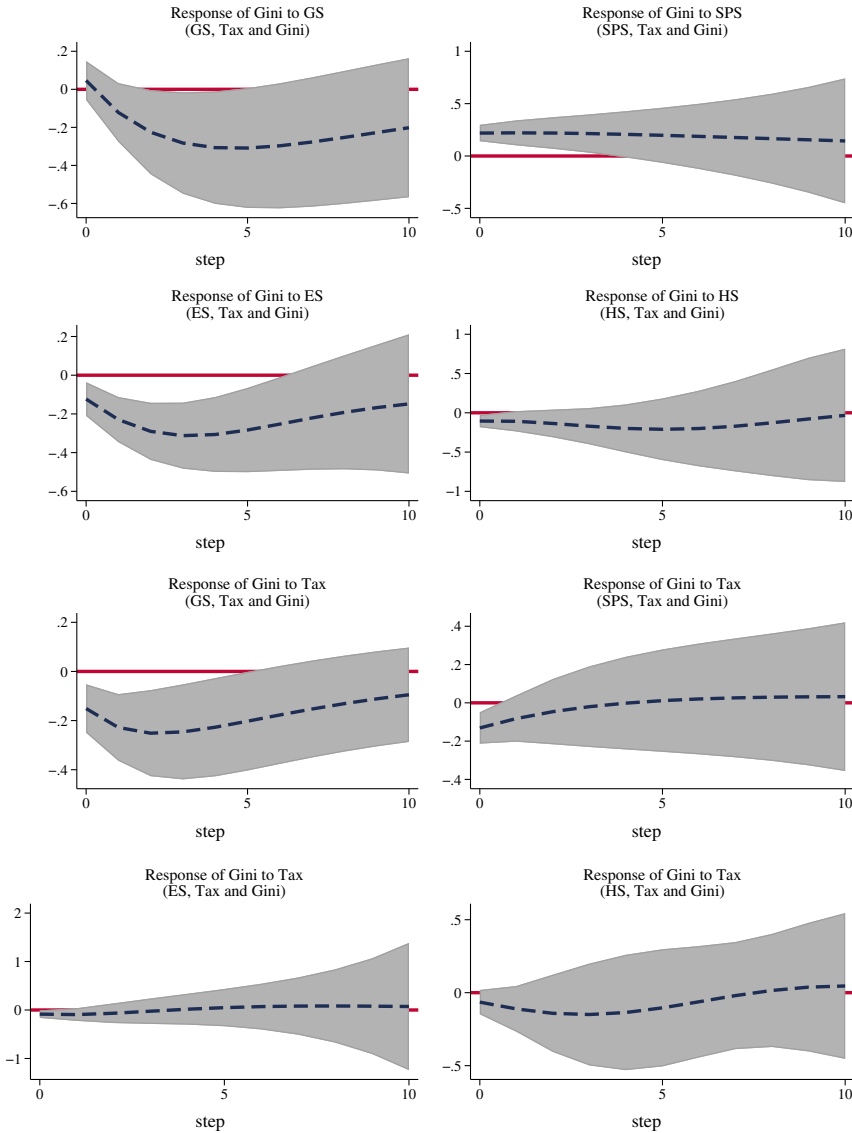 Response of Gini to GS
(GS, Tax and Gini)
.2
0
−.2
−.4
−.6
0
5
10
step
Response of Gini to SPS
(SPS, Tax and Gini)
1
.5
0
−.5
0
5
10
step
Response of Gini to ES
(ES, Tax and Gini)
.2
0
−.2
−.4
−.6
0
5
10
step
Response of Gini to HS
(HS, Tax and Gini)
1
.5
0
−.5
−1
0
5
10
step
Response of Gini to Tax
(GS, Tax and Gini)
.2
0
−.2
−.4
0
5
10
step
Response of Gini to Tax
(SPS, Tax and Gini)
.4
.2
0
−.2
−.4
0
5
10
step
Response of Gini to Tax
(ES, Tax and Gini)
2
1
0
−1
0
5
10
step
Response of Gini to Tax
(HS, Tax and Gini)
.5
0
−.5
0
5
10
step